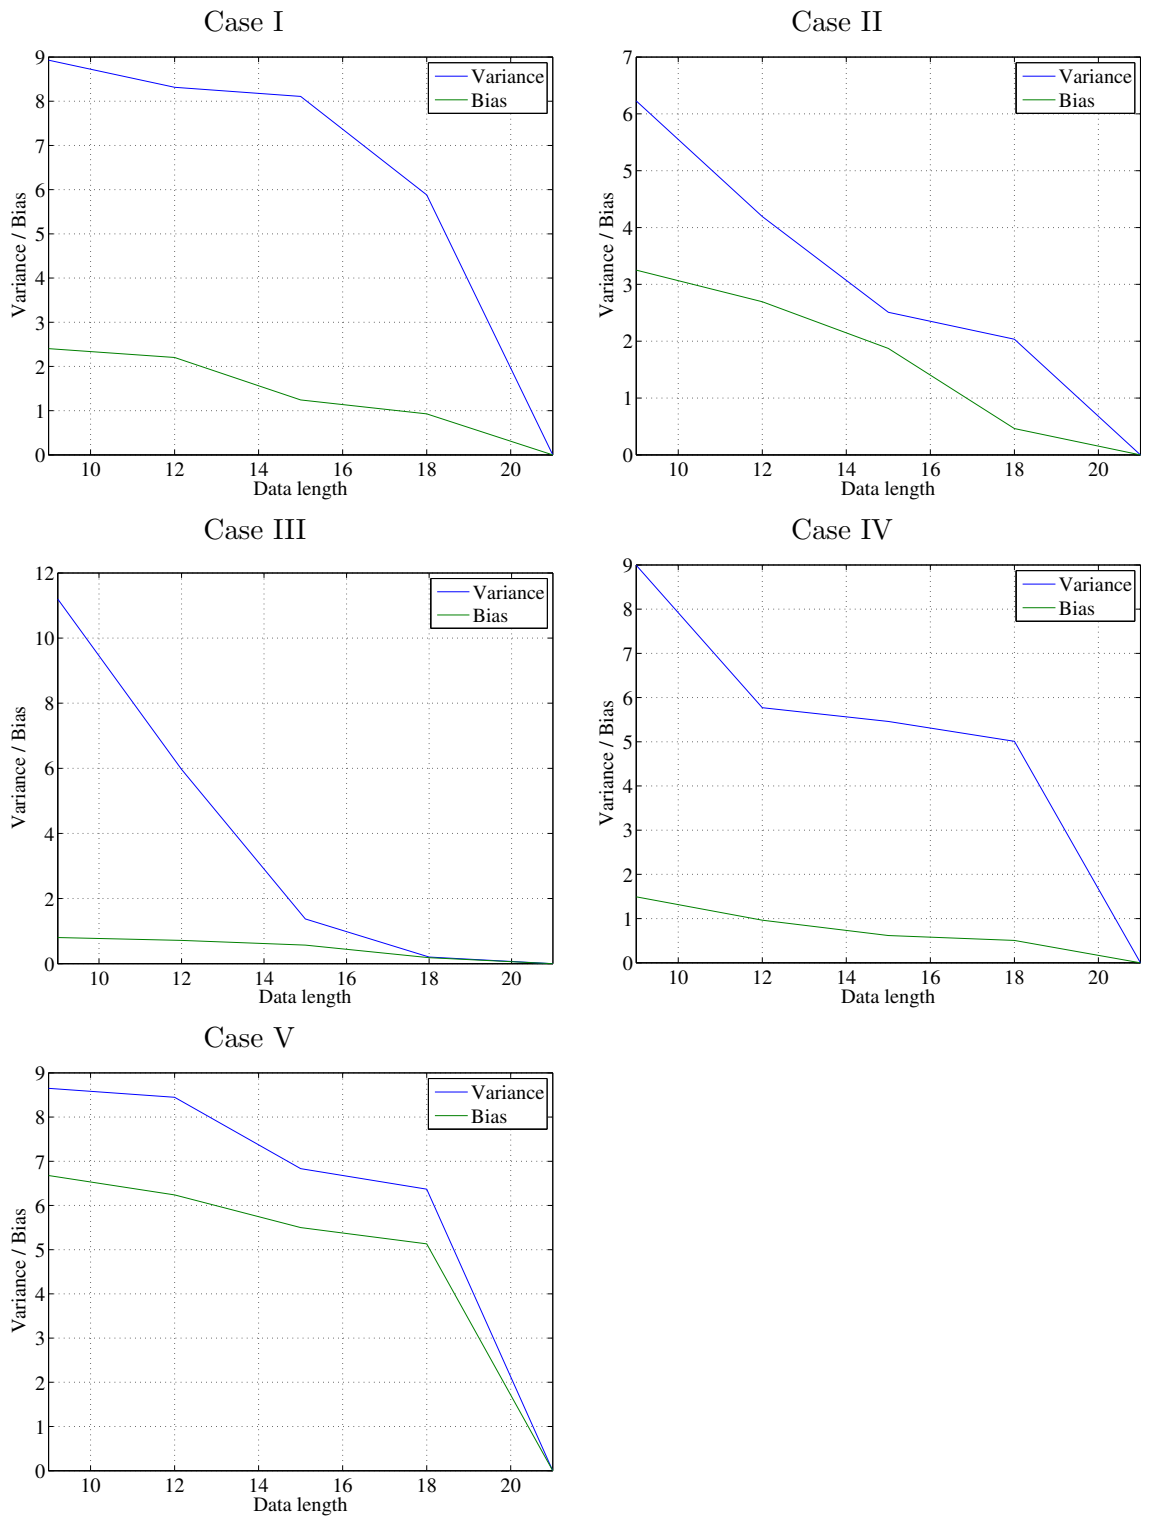 Case I
9
8
7
6
5
4
3
2
1
0
Variance / Bias
Variance
Bias
10 12 14 16 18 20
Data length
Case II
7
6
5
4
3
2
1
0
Variance / Bias
Variance
Bias
10 12 14 16 18 20
Data length
Case III
12
10
8
6
4
2
0
Variance / Bias
Variance
Bias
10 12 14 16 18 20
Data length
Case IV
9
8
7
6
5
4
3
2
1
0
Variance / Bias
Variance
Bias
10 12 14 16 18 20
Data length
Case V
9
8
7
6
5
4
3
2
1
0
Variance / Bias
Variance
Bias
10 12 14 16 18 20
Data length